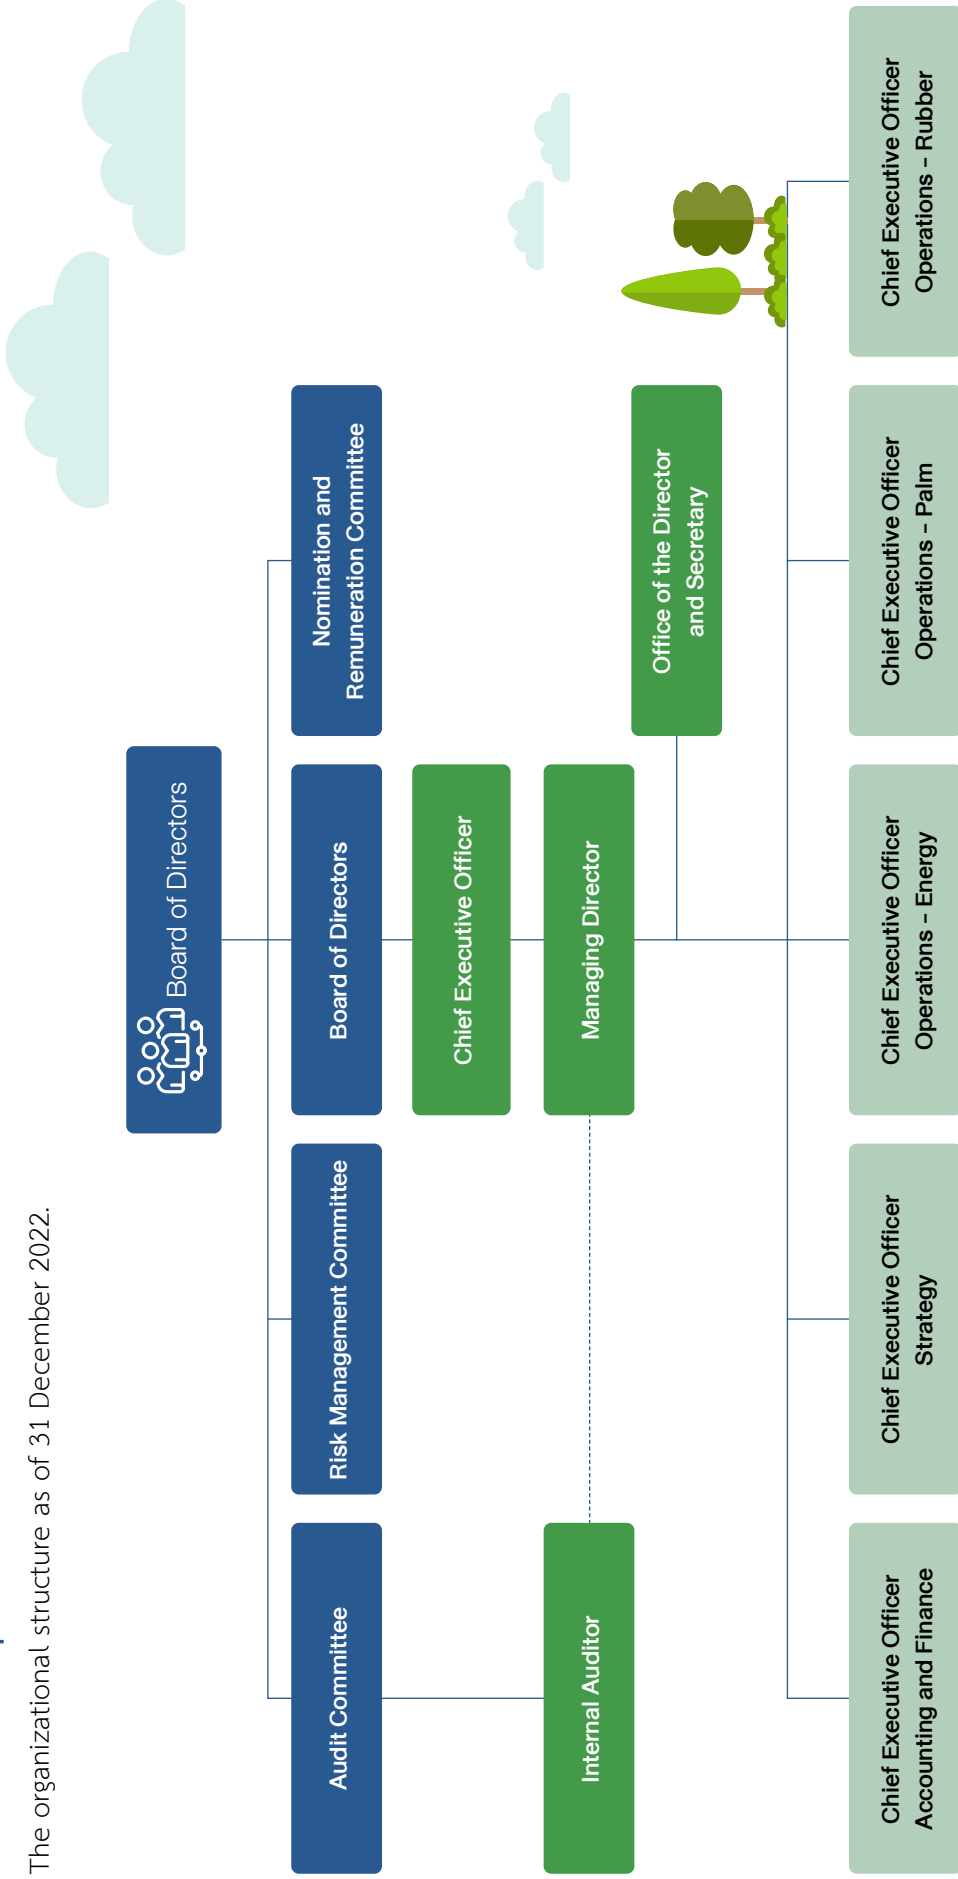 The organizational structure as of 31 December 2022.
Board of Directors
Audit Committee
Risk Management Committee
Board of Directors
Nomination and
Remuneration Committee
Chief Executive Officer
Internal Auditor
Managing Director
Office of the Director
and Secretary
Chief Executive Officer
Accounting and Finance
Chief Executive Officer
Strategy
Chief Executive Officer
Operations – Energy
Chief Executive Officer
Operations – Palm
Chief Executive Officer
Operations – Rubber